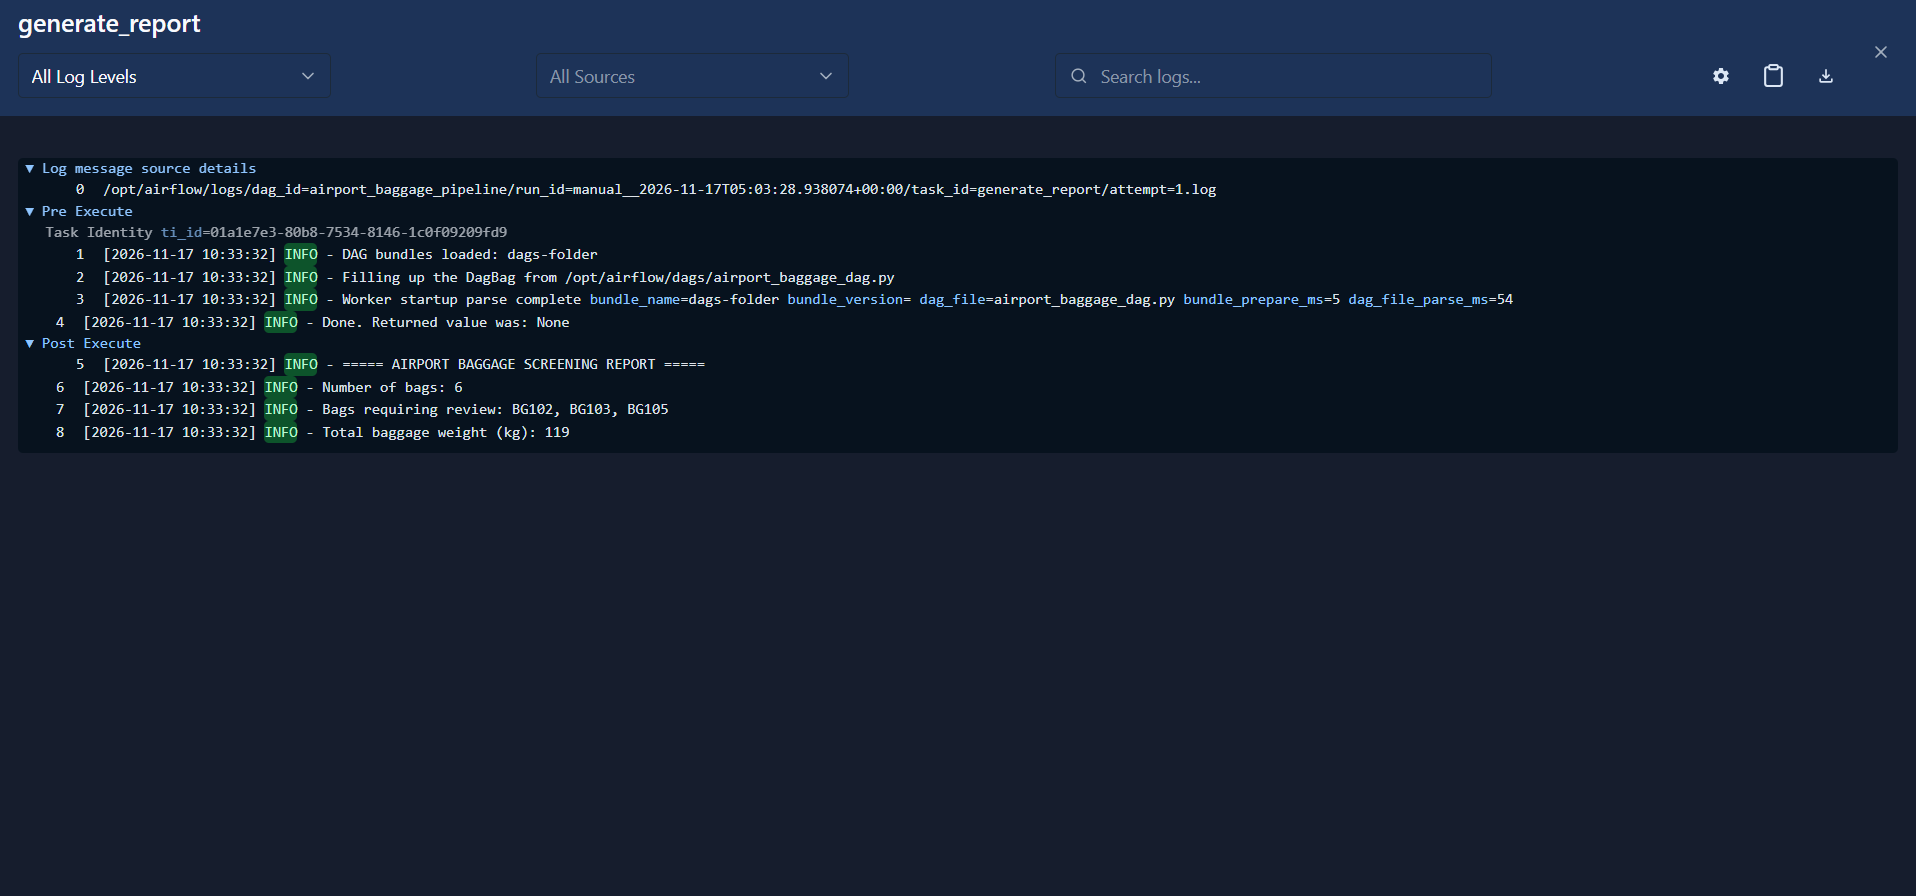 generate_report
All Log Levels
All Sources
Search logs...
▼ Log message source details
0 /opt/airflow/logs/dag_id=airport_baggage_pipeline/run_id=manual__2026-11-17T05:03:28.938074+00:00/task_id=generate_report/attempt=1.log
▼ Pre Execute
Task Identity ti_id=01a1e7e3-80b8-7534-8146-1c0f09209fd9
1 [2026-11-17 10:33:32] INFO - DAG bundles loaded: dags-folder
2 [2026-11-17 10:33:32] INFO - Filling up the DagBag from /opt/airflow/dags/airport_baggage_dag.py
3 [2026-11-17 10:33:32] INFO - Worker startup parse complete bundle_name=dags-folder bundle_version= dag_file=airport_baggage_dag.py bundle_prepare_ms=5 dag_file_parse_ms=54
4 [2026-11-17 10:33:32] INFO - Done. Returned value was: None
▼ Post Execute
5 [2026-11-17 10:33:32] INFO - ===== AIRPORT BAGGAGE SCREENING REPORT =====
6 [2026-11-17 10:33:32] INFO - Number of bags: 6
7 [2026-11-17 10:33:32] INFO - Bags requiring review: BG102, BG103, BG105
8 [2026-11-17 10:33:32] INFO - Total baggage weight (kg): 119